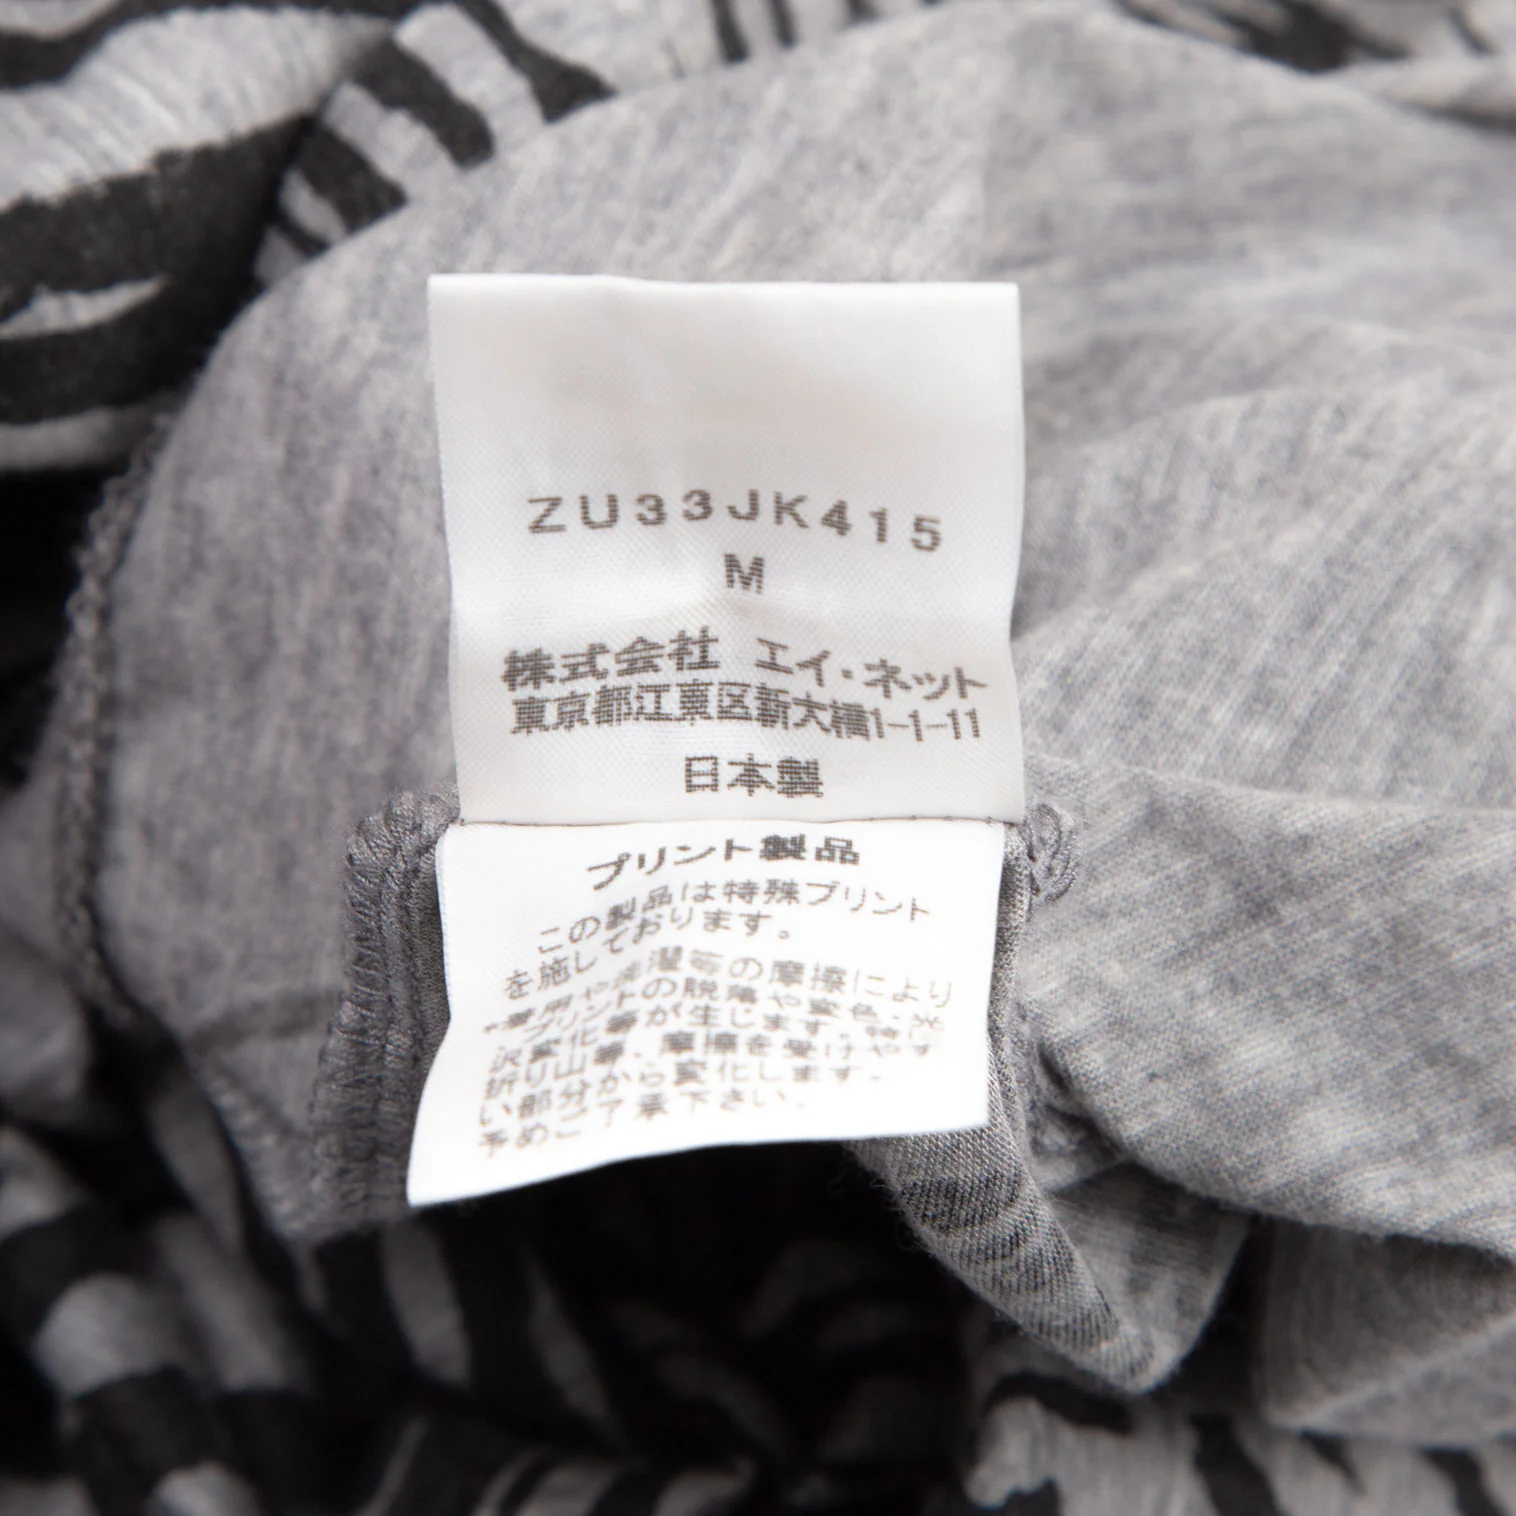 ZU33JK415
M
株式会社 エイ・ネット
東京都江東区新大橋1-1-11
日本製
プリント製品
この製品は特殊プリント
を施しております。
着用や洗濯等の摩擦により
プリントの脱落や変色・形
状変化等が生じます。特に
折り山等、摩擦を受けやす
い部分から変化します。
予めご了承下さい。